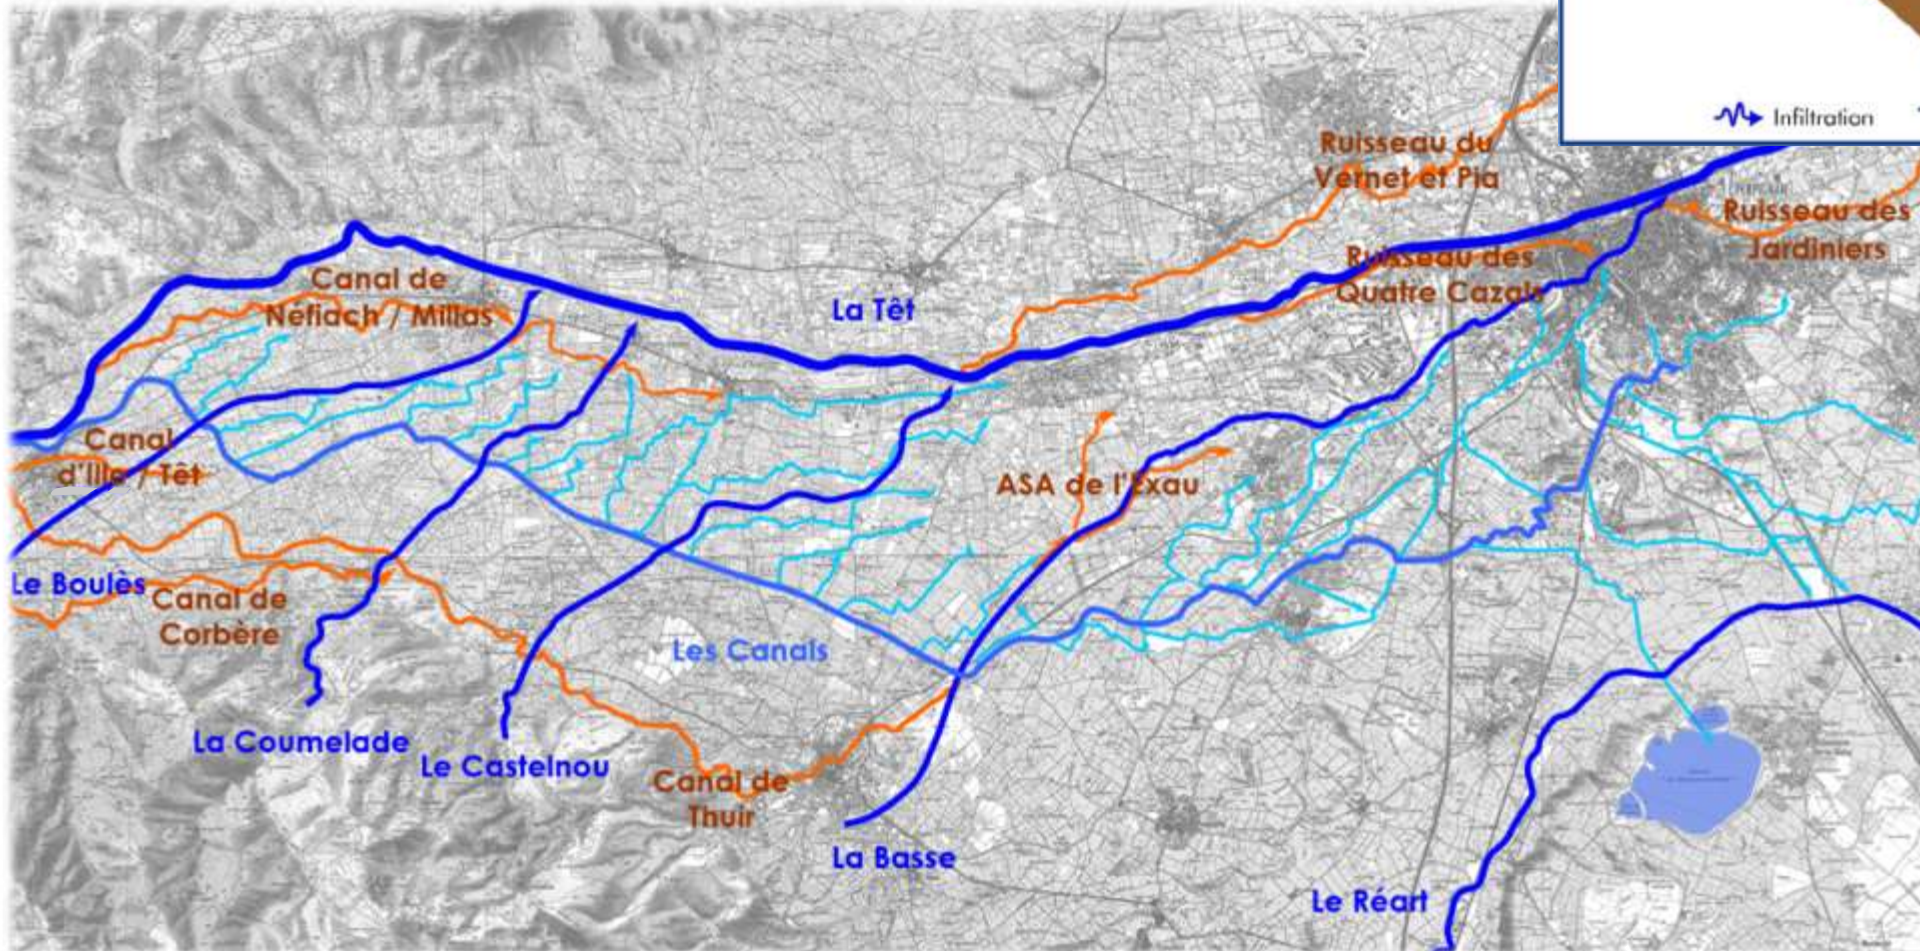 Infiltration
Ruisseau du
Vernet et Pia
Ruisseau des
Jardiniers
Ruisseau des
Quatre Cazals
Canal de
Néfiach / Millas
La Têt
Canal
d'Ille / Têt
ASA de l'Exau
Le Boulès
Canal de
Corbère
Les Canals
La Coumelade
Le Castelnou
Canal de
Thuir
La Basse
Le Réart